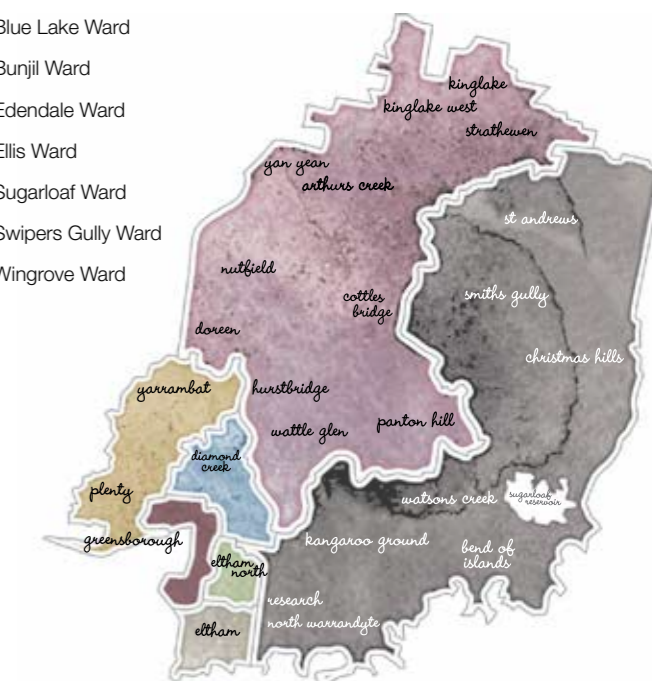 Blue Lake Ward
Bunjil Ward
Edendale Ward
Ellis Ward
Sugarloaf Ward
Swipers Gully Ward
Wingrove Ward
kinglake
kinglake west
strathewen
yan yean
arthurs creek
st andrews
nutfield
smiths gully
cottles
bridge
doreen
christmas hills
yarrambat
hurstbridge
wattle glen
panton hill
diamond
creek
plenty
watsons creek
sugarloaf
reservoir
greensborough
kangaroo ground
bend of
islands
eltham
north
research
north warrandyte
eltham